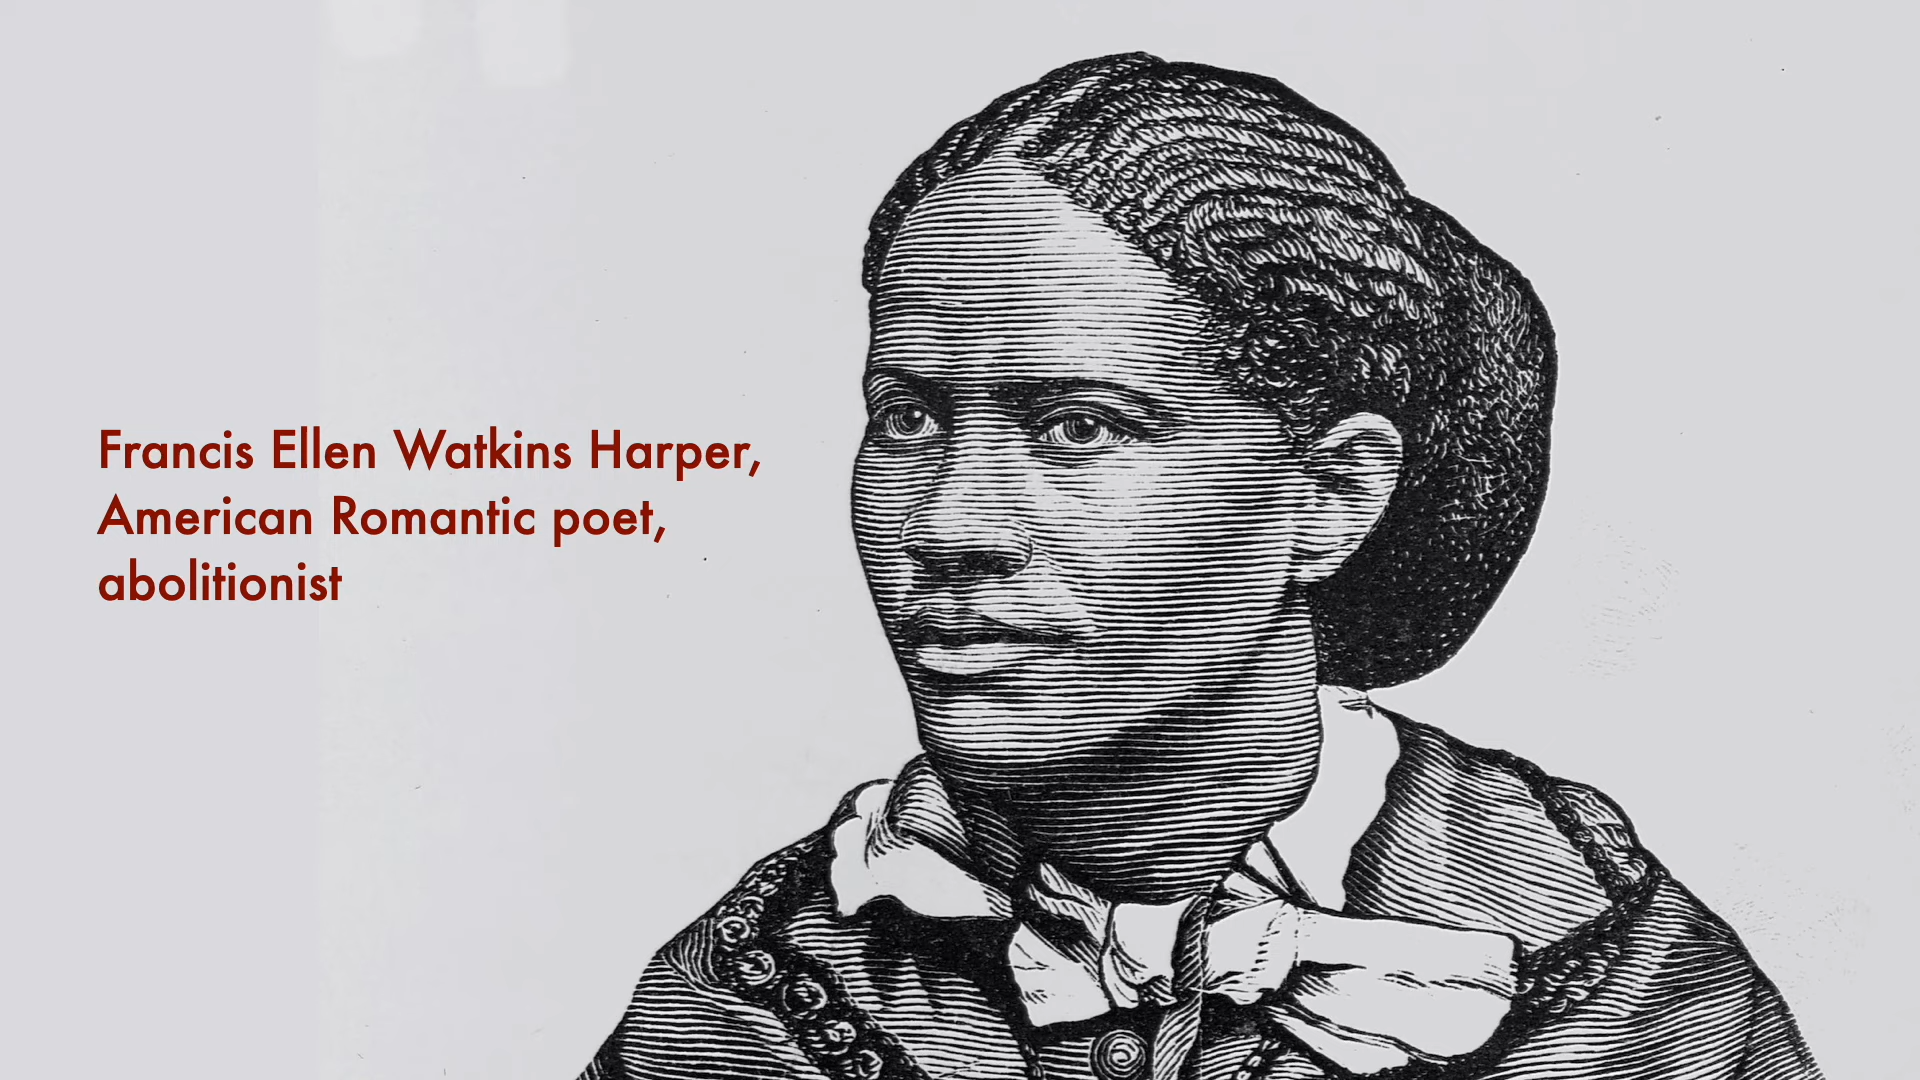 Francis Ellen Watkins Harper,
American Romantic poet,
abolitionist